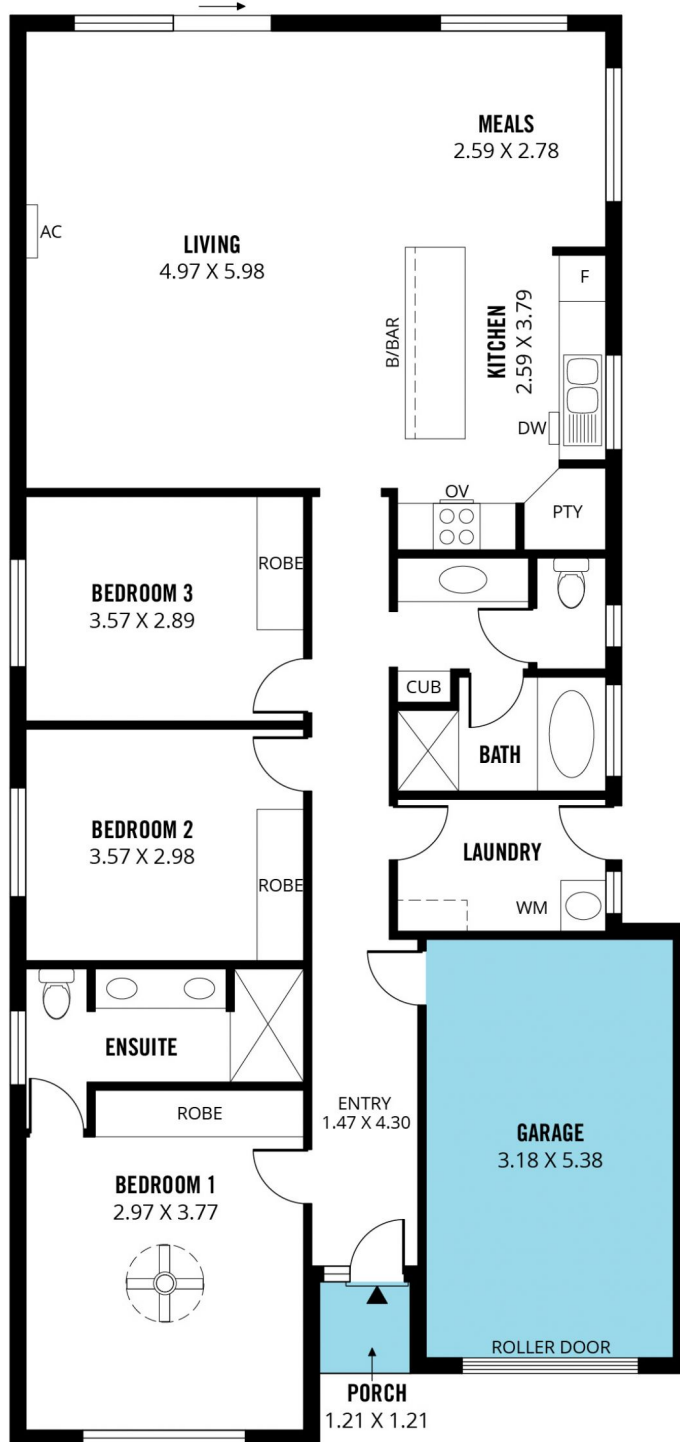 MEALS
2.59 X 2.78
AC
LIVING
4.97 X 5.98
F
B/BAR
KITCHEN
2.59 X 3.79
DW
OV
PTY
ROBE
BEDROOM 3
3.57 X 2.89
CUB
BATH
BEDROOM 2
3.57 X 2.98
ROBE
LAUNDRY
WM
ENSUITE
ROBE
ENTRY
1.47 X 4.30
GARAGE
3.18 X 5.38
BEDROOM 1
2.97 X 3.77
ROLLER DOOR
PORCH
1.21 X 1.21